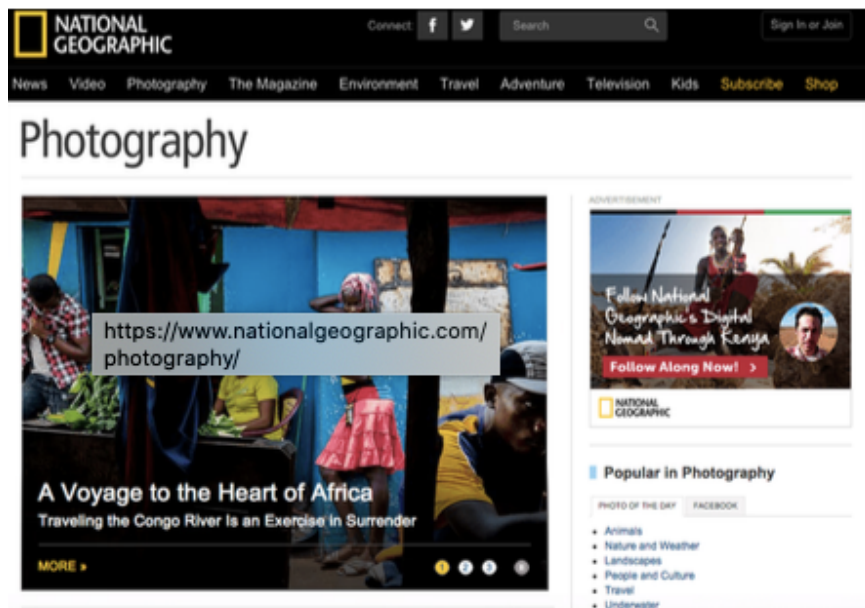 NATIONAL
GEOGRAPHIC
Connect:
f
Search
Sign In or Join
News Video Photography The Magazine Environment Travel Adventure Television Kids Subscribe Shop
Photography
https://www.nationalgeographic.com/
photography/
A Voyage to the Heart of Africa
Traveling the Congo River Is an Exercise in Surrender
MORE »
1 2 3
ADVERTISEMENT
Follow National
Geographic's Digital
Nomad Through Kenya
Follow Along Now! >
NATIONAL
GEOGRAPHIC
Popular in Photography
PHOTO OF THE DAY FACEBOOK
• Animals
• Nature and Weather
• Landscapes
• People and Culture
• Travel
• Underwater